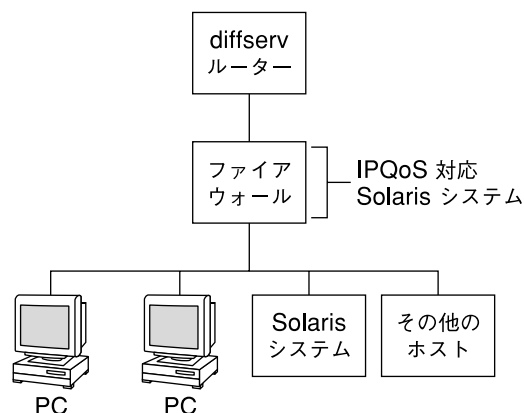 diffserv
ルーター
ファイア
ウォール
IPQoS 対応
Solaris システム
Solaris
システム
その他の
ホスト
PC
PC